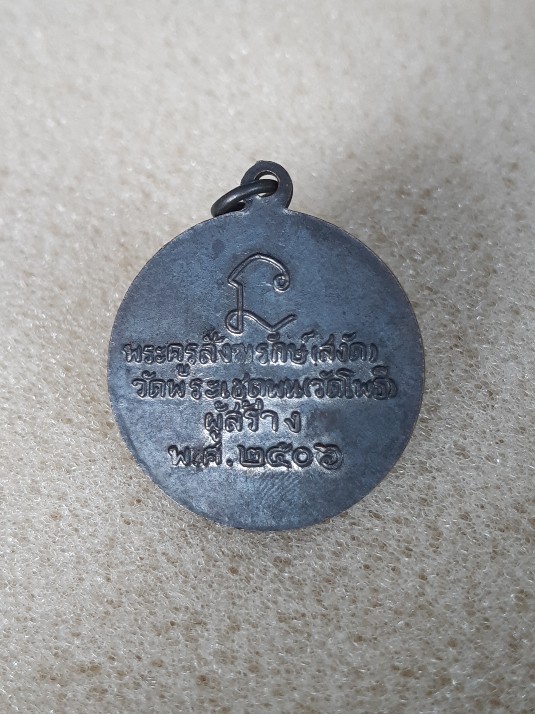 พระครูสังฆรักษ์(สงัด)
วัดพระเชตุพน(วัดโพธิ์)
ผู้สร้าง
พ.ศ.๒๕๐๖